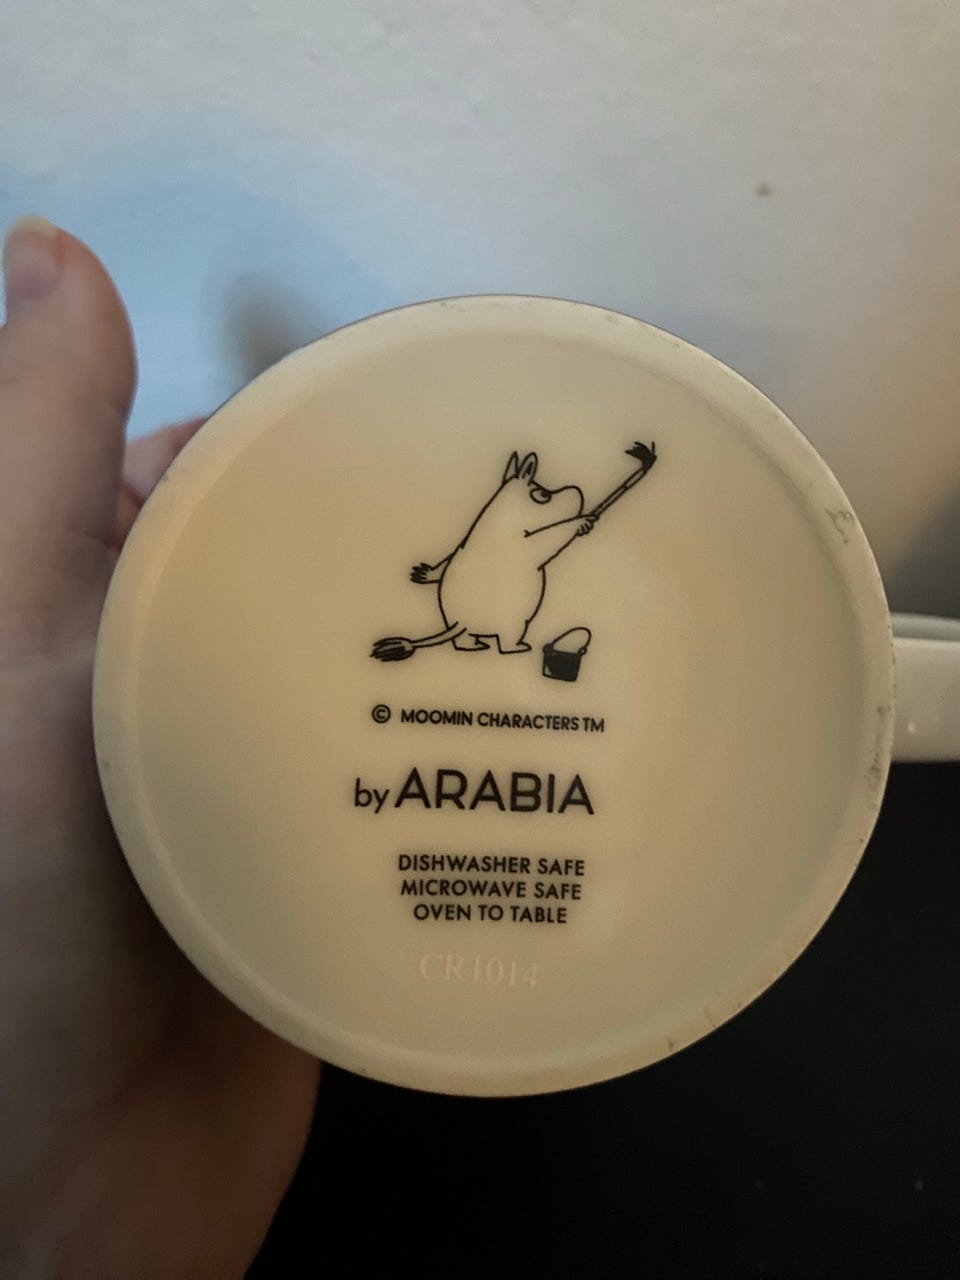 © MOOMIN CHARACTERS TM
by ARABIA
DISHWASHER SAFE
MICROWAVE SAFE
OVEN TO TABLE
CR1014